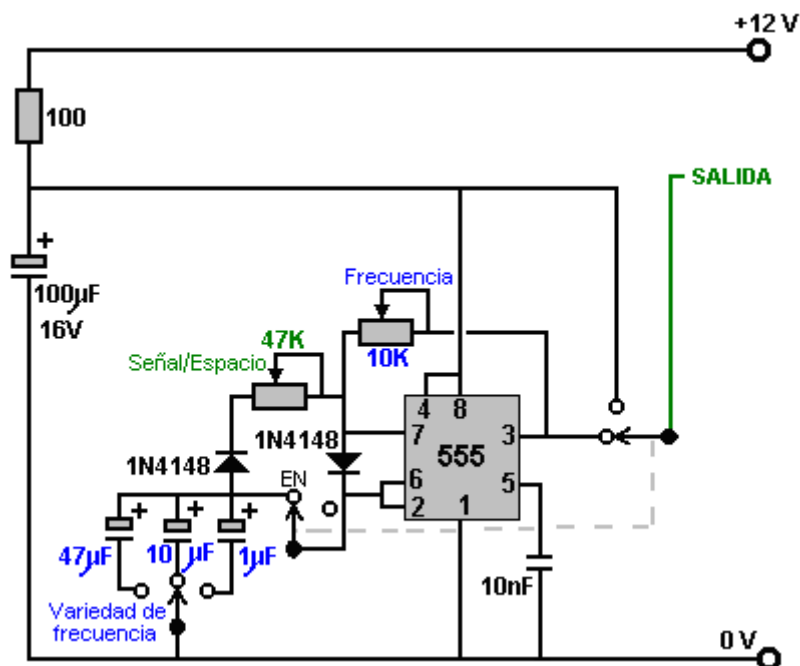 +12 V
100
SALIDA
+
100µF
16V
Frecuencia
47K
10K
Señal/Espacio
4 8
1N4148
7 3
555
1N4148
EN
6
5
2
1
+ + +
47µF
10 µF
1µF
10nF
Variedad de
frecuencia
0 V